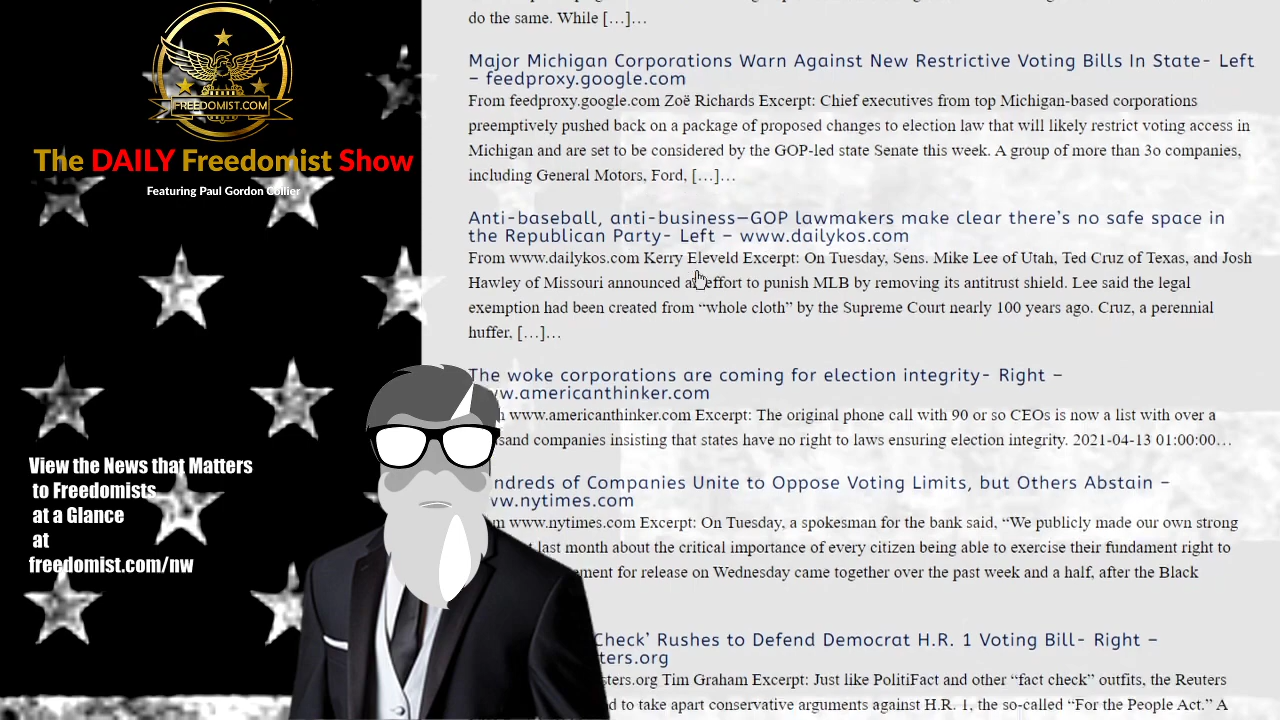 FREEDOMIST.COM
The DAILY Freedomist Show
Featuring Paul Gordon Collier
View the News that Matters
to Freedomists
at a Glance
at
freedomist.com/nw
do the same. While […]…
Major Michigan Corporations Warn Against New Restrictive Voting Bills In State- Left
– feedproxy.google.com
From feedproxy.google.com Zoë Richards Excerpt: Chief executives from top Michigan-based corporations
preemptively pushed back on a package of proposed changes to election law that will likely restrict voting access in
Michigan and are set to be considered by the GOP-led state Senate this week. A group of more than 3o companies,
including General Motors, Ford, […]…
Anti-baseball, anti-business—GOP lawmakers make clear there’s no safe space in
the Republican Party- Left – www.dailykos.com
From www.dailykos.com Kerry Eleveld Excerpt: On Tuesday, Sens. Mike Lee of Utah, Ted Cruz of Texas, and Josh
Hawley of Missouri announced effort to punish MLB by removing its antitrust shield. Lee said the legal
exemption had been created from “whole cloth” by the Supreme Court nearly 100 years ago. Cruz, a perennial
huffer, […]…
The woke corporations are coming for election integrity- Right –
ww.americanthinker.com
www.americanthinker.com Excerpt: The original phone call with 90 or so CEOs is now a list with over a
sand companies insisting that states have no right to laws ensuring election integrity. 2021-04-13 01:00:00…
ndreds of Companies Unite to Oppose Voting Limits, but Others Abstain –
ww.nytimes.com
m www.nytimes.com Excerpt: On Tuesday, a spokesman for the bank said, “We publicly made our own strong
last month about the critical importance of every citizen being able to exercise their fundament right to
ement for release on Wednesday came together over the past week and a half, after the Black
Check’ Rushes to Defend Democrat H.R. 1 Voting Bill- Right –
ters.org
sters.org Tim Graham Excerpt: Just like PolitiFact and other “fact check” outfits, the Reuters
d to take apart conservative arguments against H.R. 1, the so-called “For the People Act.” A